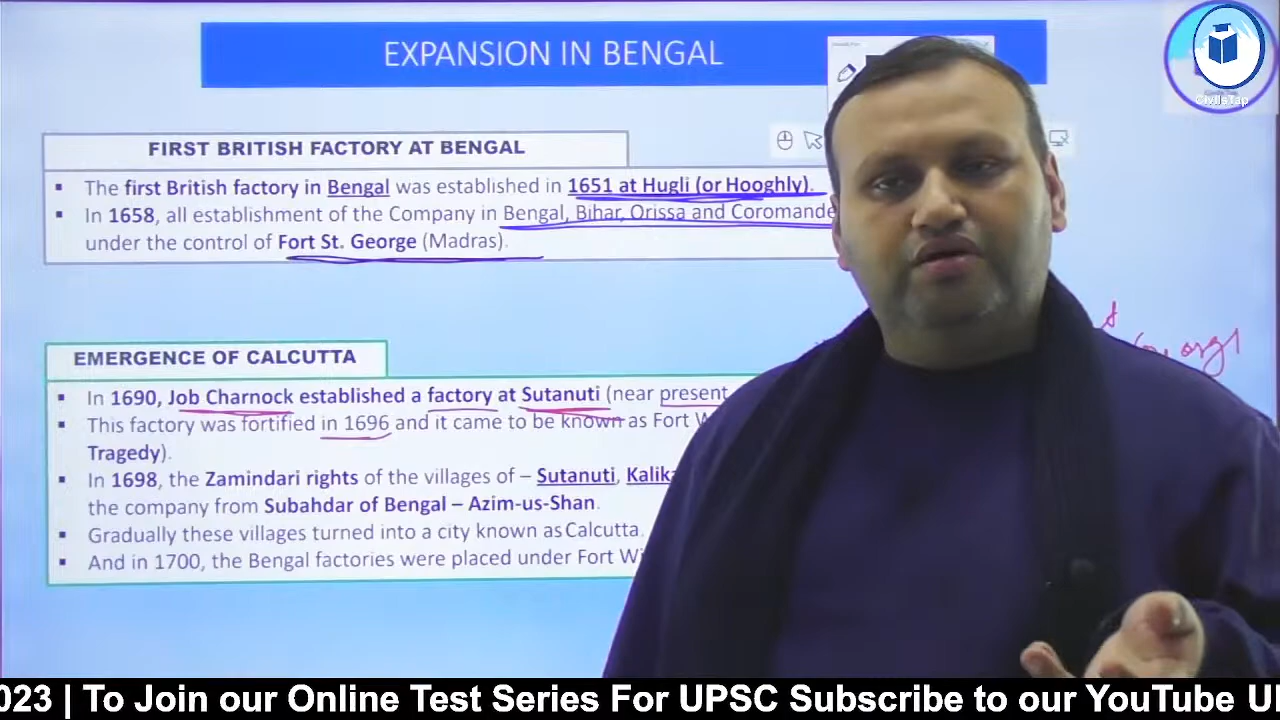 EXPANSION IN BENGAL
CivilsTap
FIRST BRITISH FACTORY AT BENGAL
▪ The first British factory in Bengal was established in 1651 at Hugli (or Hooghly).
▪ In 1658, all establishment of the Company in Bengal, Bihar, Orissa and Coromande
under the control of Fort St. George (Madras).
EMERGENCE OF CALCUTTA
▪ In 1690, Job Charnock established a factory at Sutanuti (near present
▪ This factory was fortified in 1696 and it came to be known as Fort W
Tragedy).
▪ In 1698, the Zamindari rights of the villages of – Sutanuti, Kalika
the company from Subahdar of Bengal – Azim-us-Shan.
▪ Gradually these villages turned into a city known as Calcutta.
▪ And in 1700, the Bengal factories were placed under Fort Wi
023 | To Join our Online Test Series For UPSC Subscribe to our YouTube U